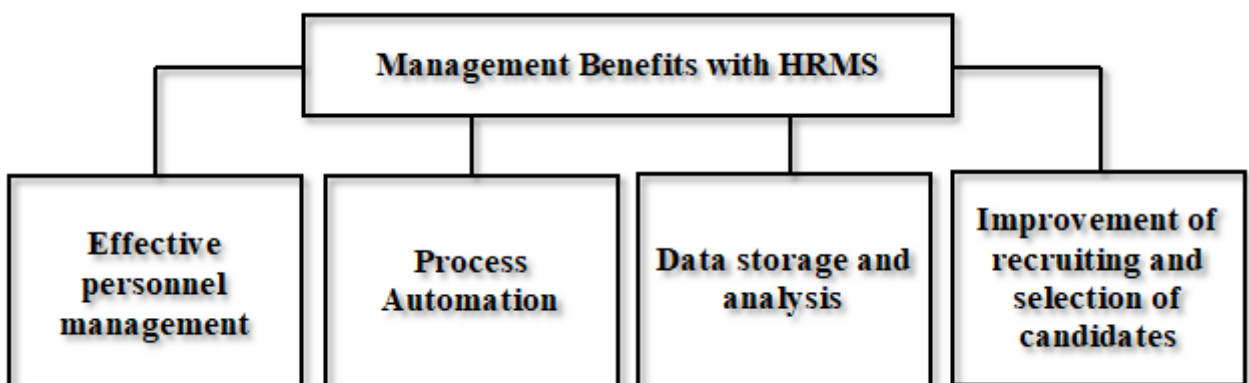 Management Benefits with HRMS
Effective
personnel
management
Process
Automation
Data storage and
analysis
Improvement of
recruiting and
selection of
candidates